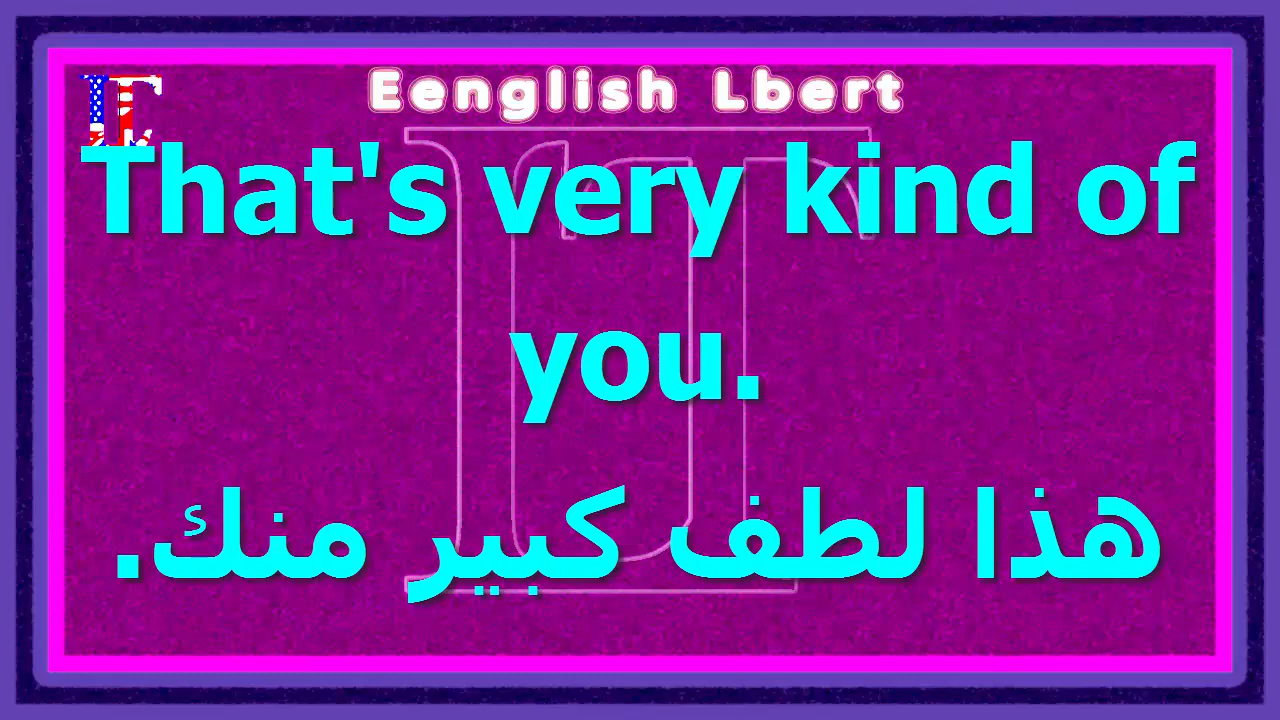 Eenglish Lbert
That's very kind of
you.
هذا لطف كبير منك.